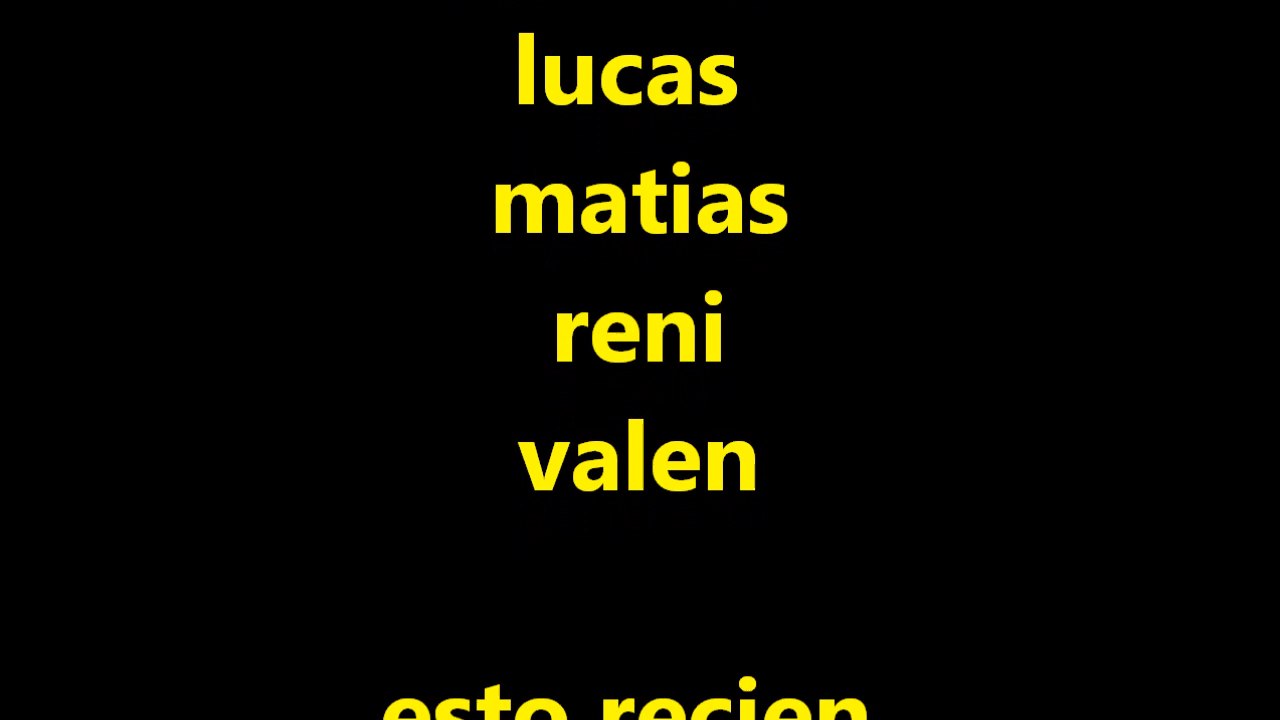 lucas
matias
reni
valen
esto recien